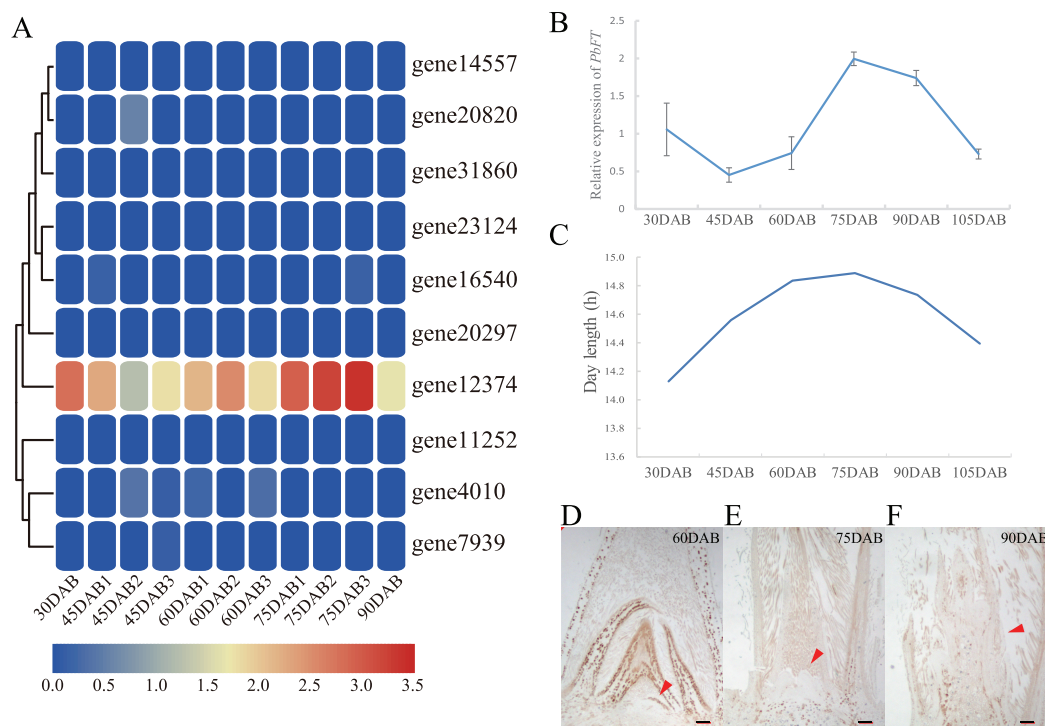 A
gene14557
gene20820
gene31860
gene23124
gene16540
gene20297
gene12374
gene11252
gene4010
gene7939
30DAB
45DAB1
45DAB2
45DAB3
60DAB1
60DAB2
60DAB3
75DAB1
75DAB2
75DAB3
90DAB
0.0 0.5 1.0 1.5 2.0 2.5 3.0 3.5
B
Relative expression of PbFT
2.5
2
1.5
1
0.5
0
30DAB 45DAB 60DAB 75DAB 90DAB 105DAB
C
Day length (h)
15.0
14.8
14.6
14.4
14.2
14.0
13.8
13.6
30DAB 45DAB 60DAB 75DAB 90DAB 105DAB
D
60DAB
E
75DAB
F
90DAB